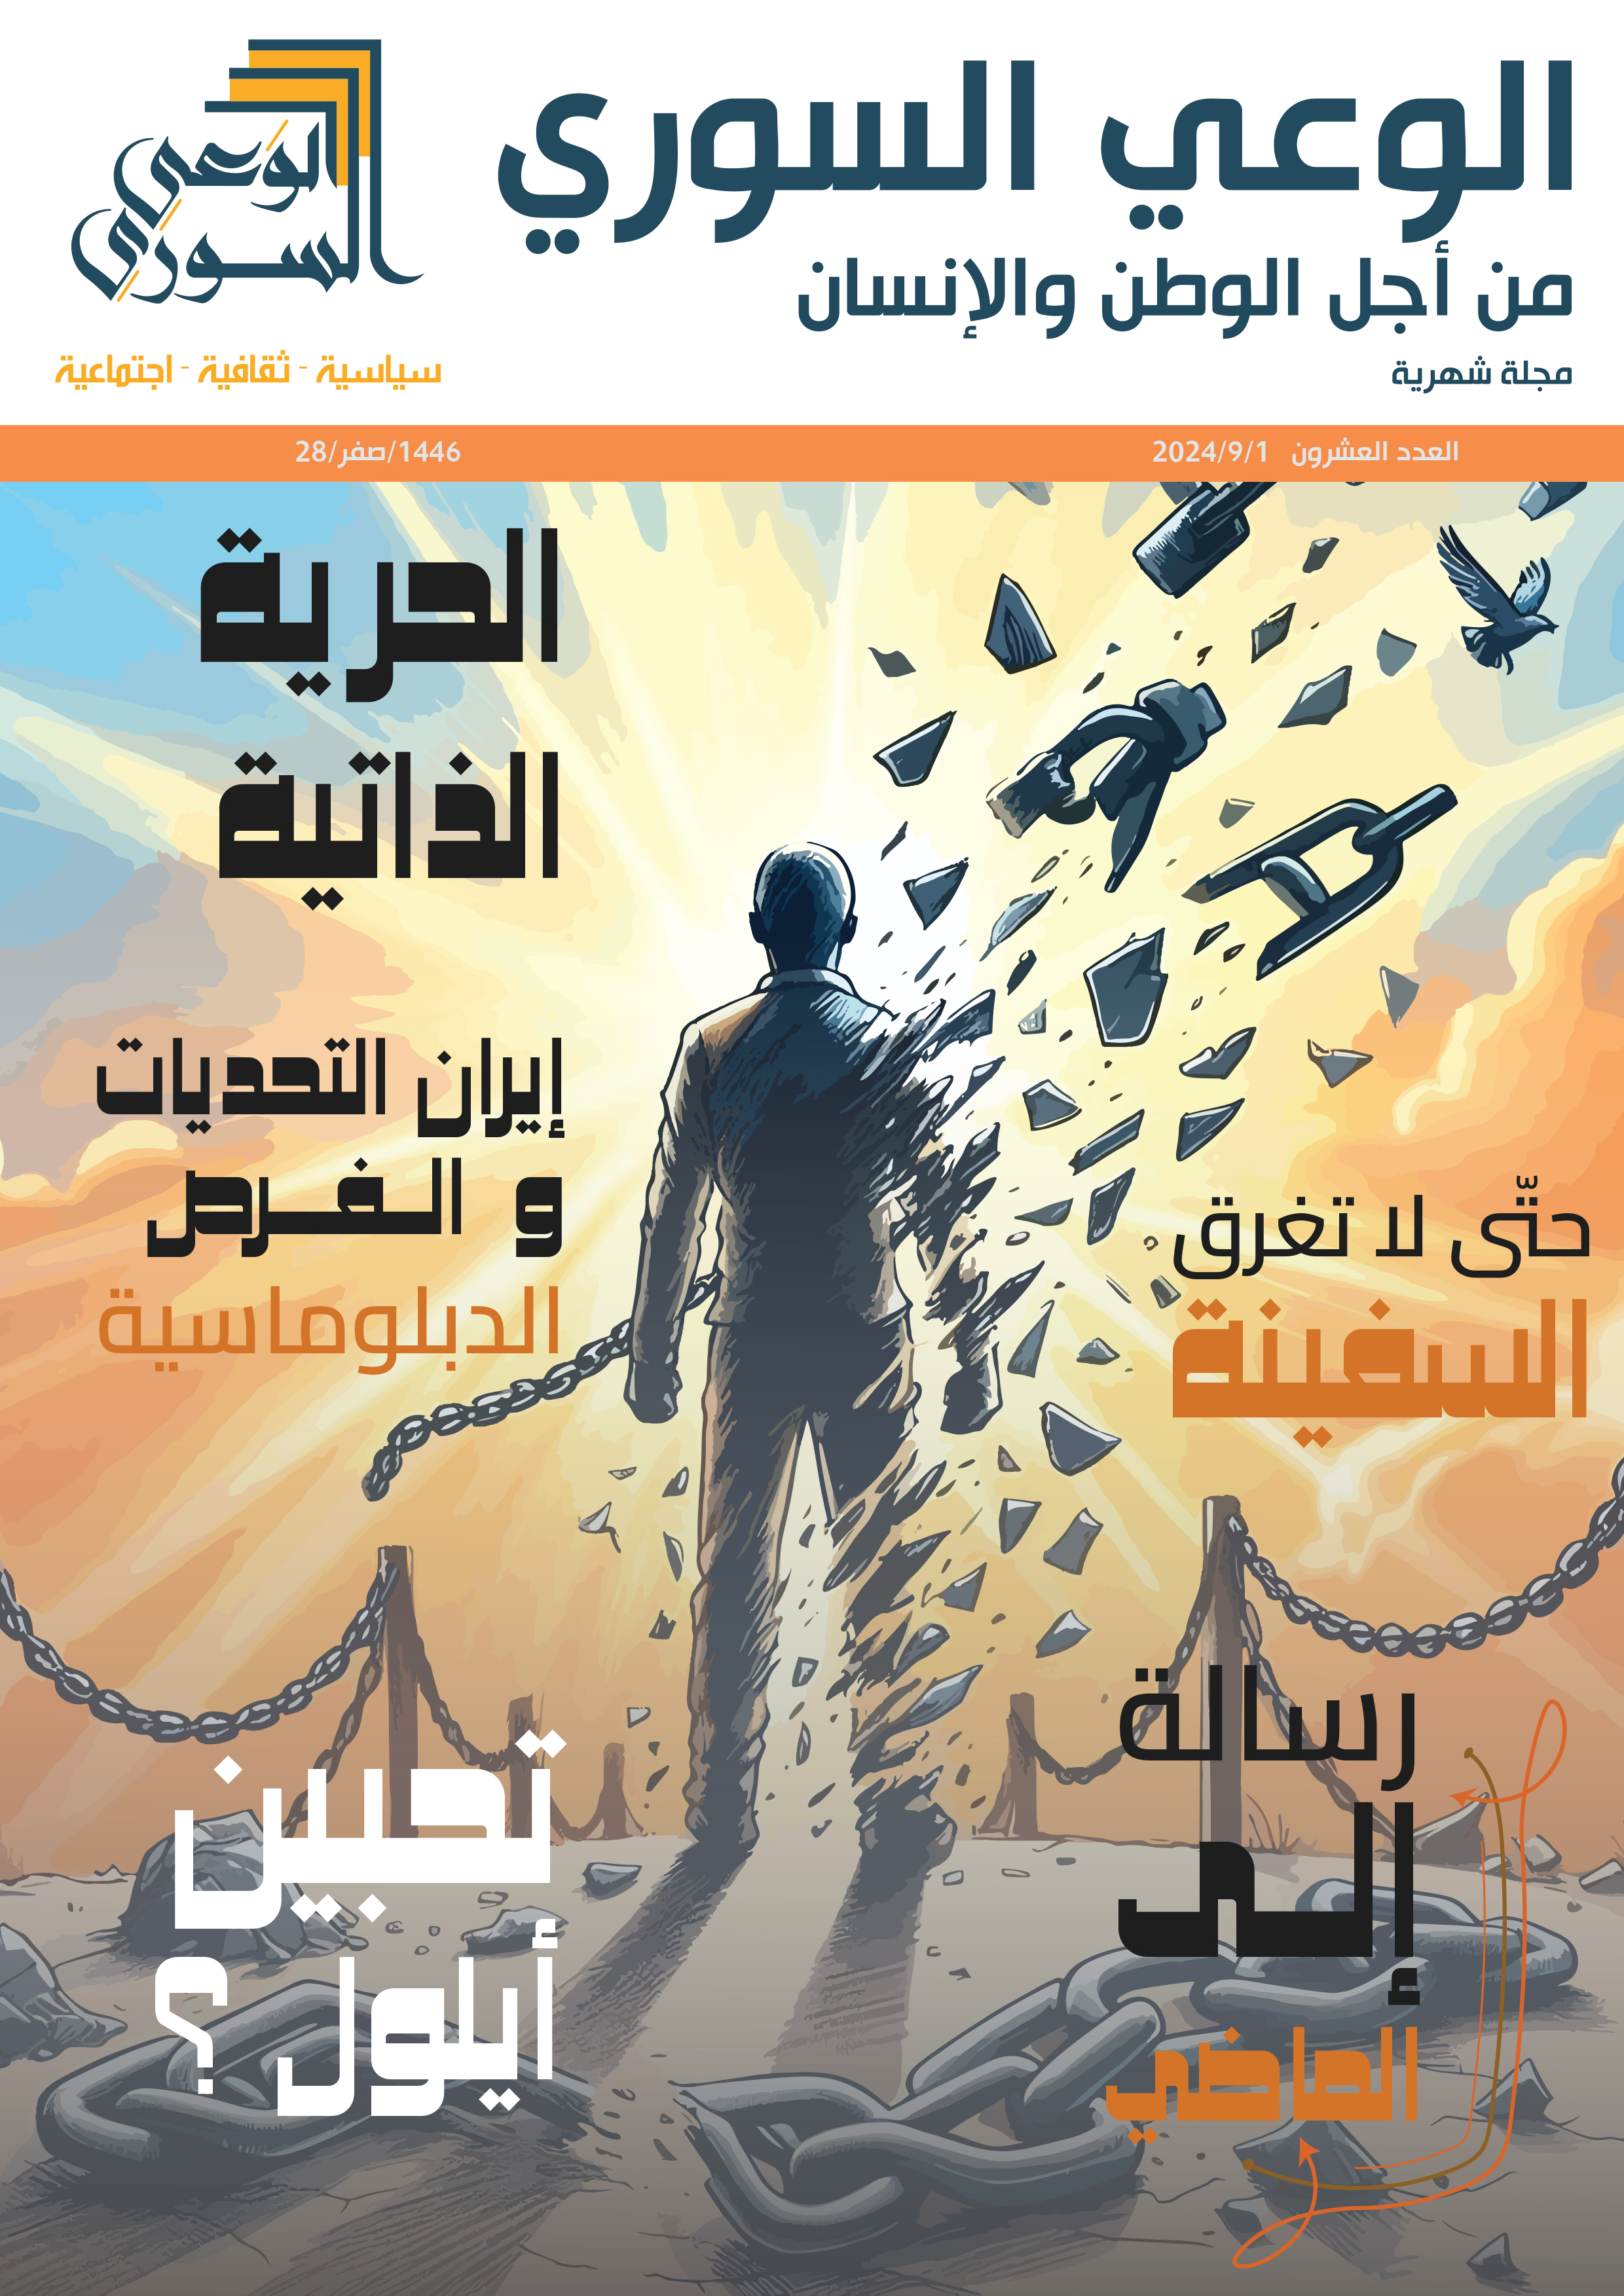 الوعي السوري
من أجل الوطن والإنسان
مجلة شهرية
الوعي
السوري
سياسية - ثقافية - اجتماعية
العدد العشرون 2024/9/1
28/صفر/1446
الحرية
الذاتية
إيران التحديات
و الفرص
الدبلوماسية
حتّى لا تغرق
السفينة
رسالة
إلى
الماضي
تحبين
أيلول ؟